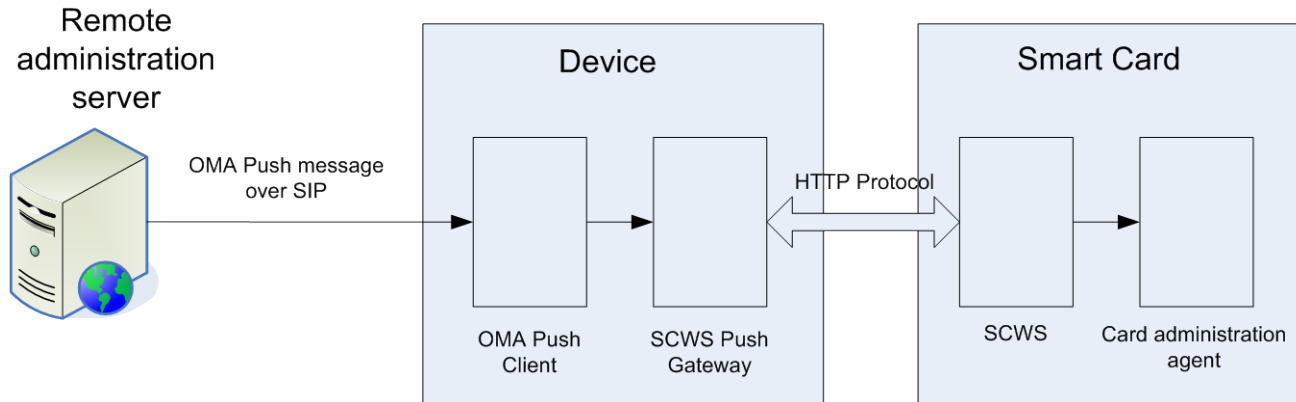 Remote
administration
server
OMA Push message
over SIP
Device
OMA Push
Client
SCWS Push
Gateway
HTTP Protocol
Smart Card
SCWS
Card administration
agent